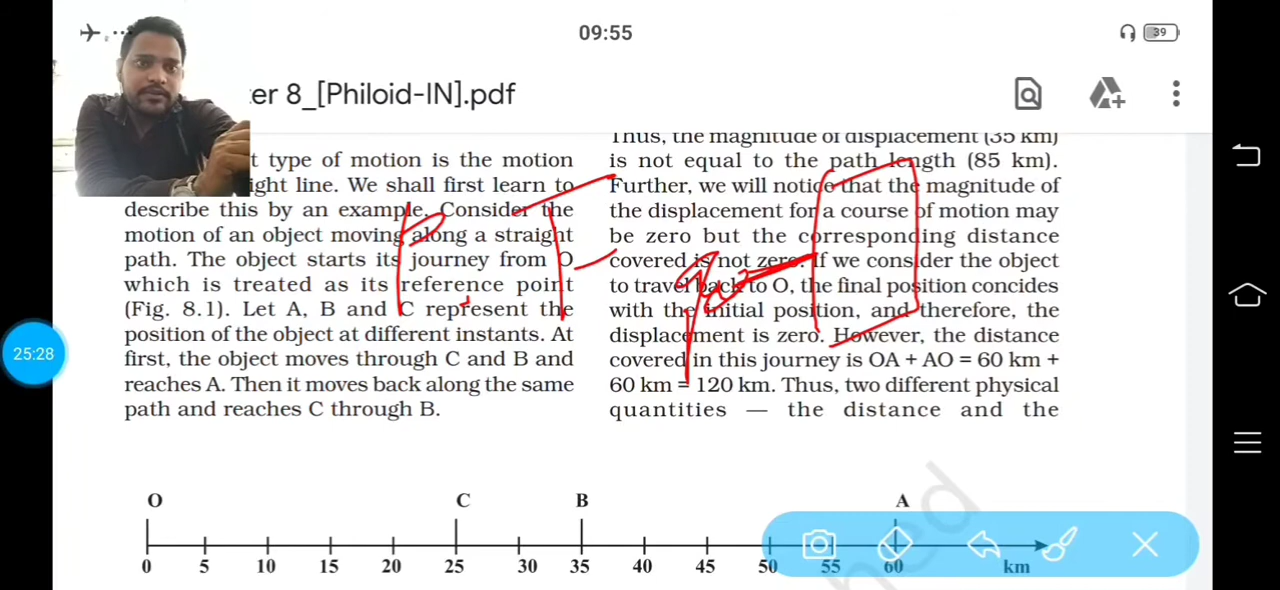 09:55
39
er 8_[Philoid-IN].pdf
t type of motion is the motion
ight line. We shall first learn to
describe this by an example. Consider the
motion of an object moving along a straight
path. The object starts its journey from O
which is treated as its reference point
(Fig. 8.1). Let A, B and C represent the
position of the object at different instants. At
first, the object moves through C and B and
reaches A. Then it moves back along the same
path and reaches C through B.
Thus, the magnitude of displacement (35 km)
is not equal to the path length (85 km).
Further, we will notice that the magnitude of
the displacement for a course of motion may
be zero but the corresponding distance
covered is not zero. If we consider the object
to travel back to O, the final position concides
with the initial position, and therefore, the
displacement is zero. However, the distance
covered in this journey is OA + AO = 60 km +
60 km = 120 km. Thus, two different physical
quantities — the distance and the
25:28
O C B A
0 5 10 15 20 25 30 35 40 45 50 55 60 km